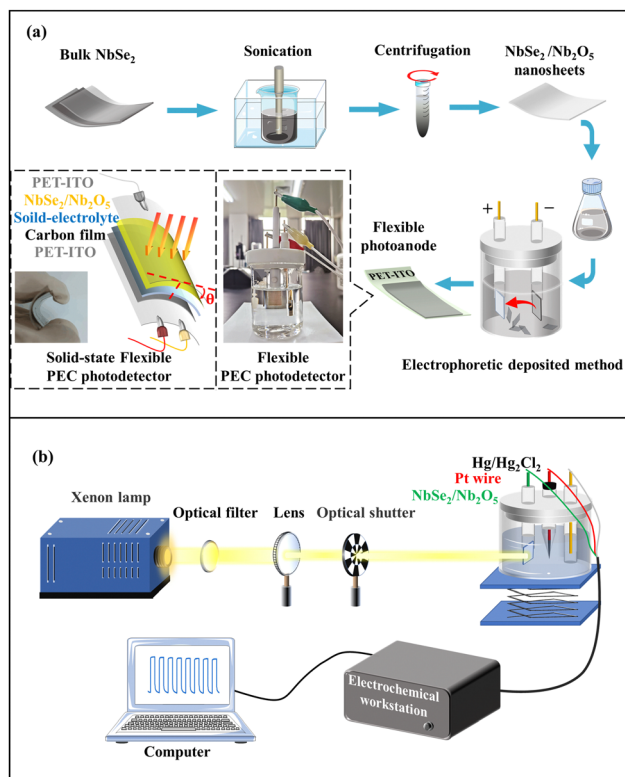 (a)
Bulk NbSe2
Sonication
Centrifugation
NbSe2 /Nb2O5
nanosheets
PET-ITO
NbSe2/Nb2O5
Soild-electrolyte
Carbon film
PET-ITO
θ
Solid-state Flexible
PEC photodetector
Flexible
PEC photodetector
Flexible
photoanode
PET-ITO
+
−
Electrophoretic deposited method
(b)
Hg/Hg2Cl2
Pt wire
NbSe2/Nb2O5
Xenon lamp
Optical filter
Lens
Optical shutter
Electrochemical
workstation
Computer